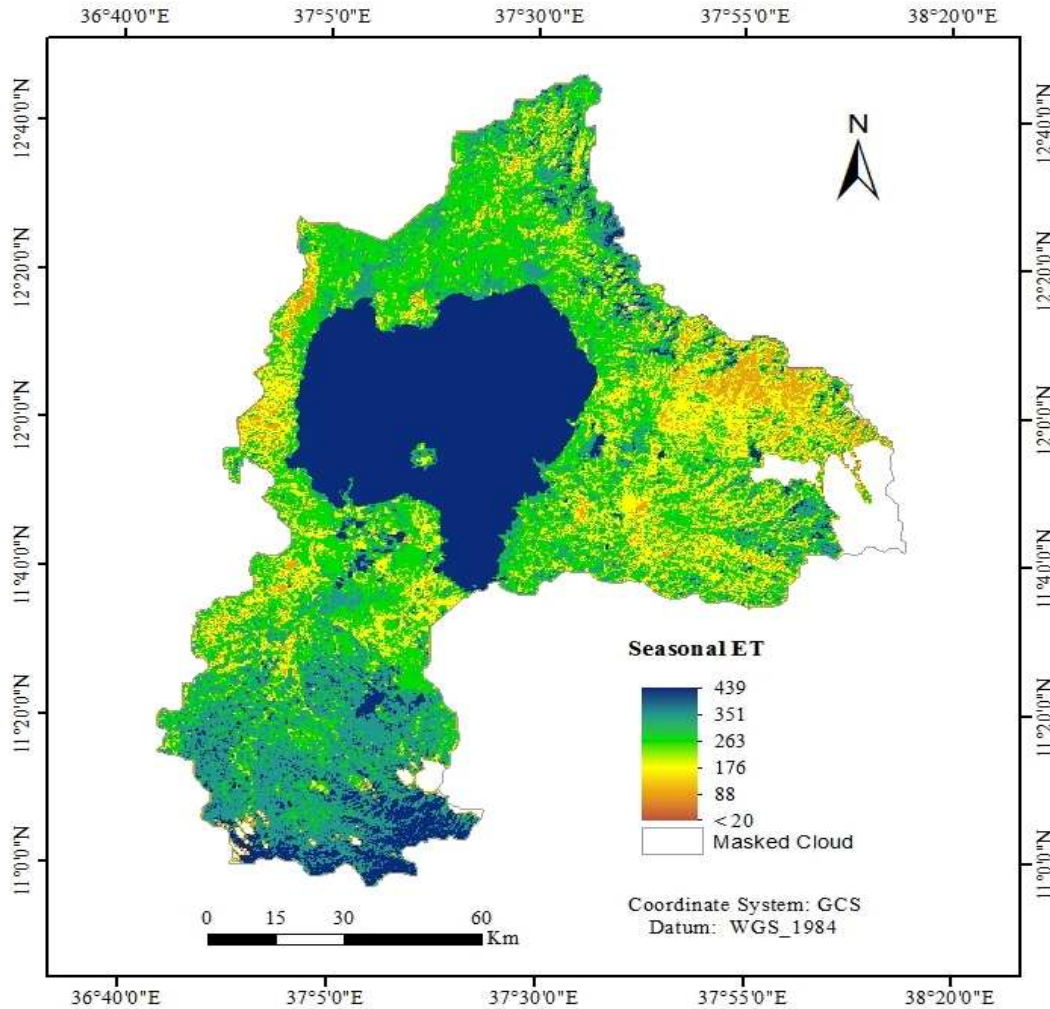 36°40'0"E 37°5'0"E 37°30'0"E 37°55'0"E 38°20'0"E
12°40'0"N 12°40'0"N
N
12°20'0"N 12°20'0"N
12°0'0"N 12°0'0"N
11°40'0"N 11°40'0"N
Seasonal ET
439
351
263
176
88
<20
Masked Cloud
11°20'0"N 11°20'0"N
11°0'0"N 11°0'0"N
Coordinate System: GCS
Datum: WGS_1984
0 15 30 60
Km
36°40'0"E 37°5'0"E 37°30'0"E 37°55'0"E 38°20'0"E